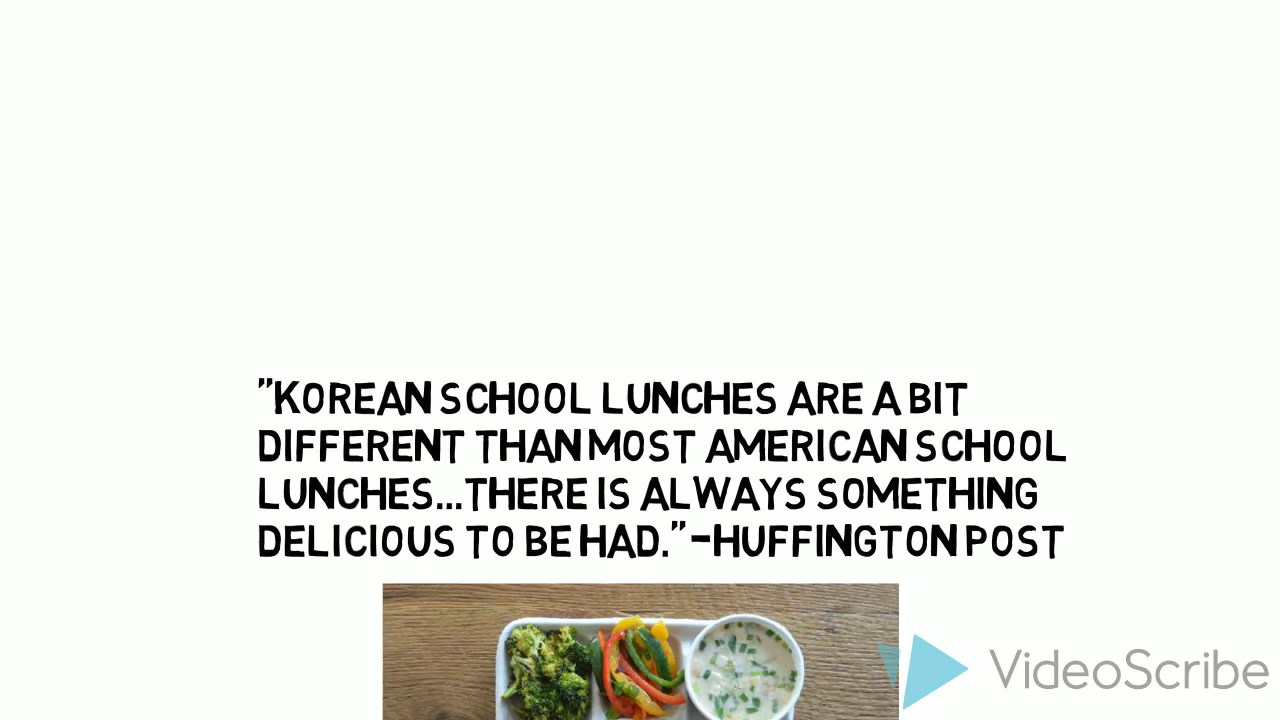 "KOREAN SCHOOL LUNCHES ARE A BIT
DIFFERENT THAN MOST AMERICAN SCHOOL
LUNCHES...THERE IS ALWAYS SOMETHING
DELICIOUS TO BE HAD." -HUFFINGTON POST
VideoScribe